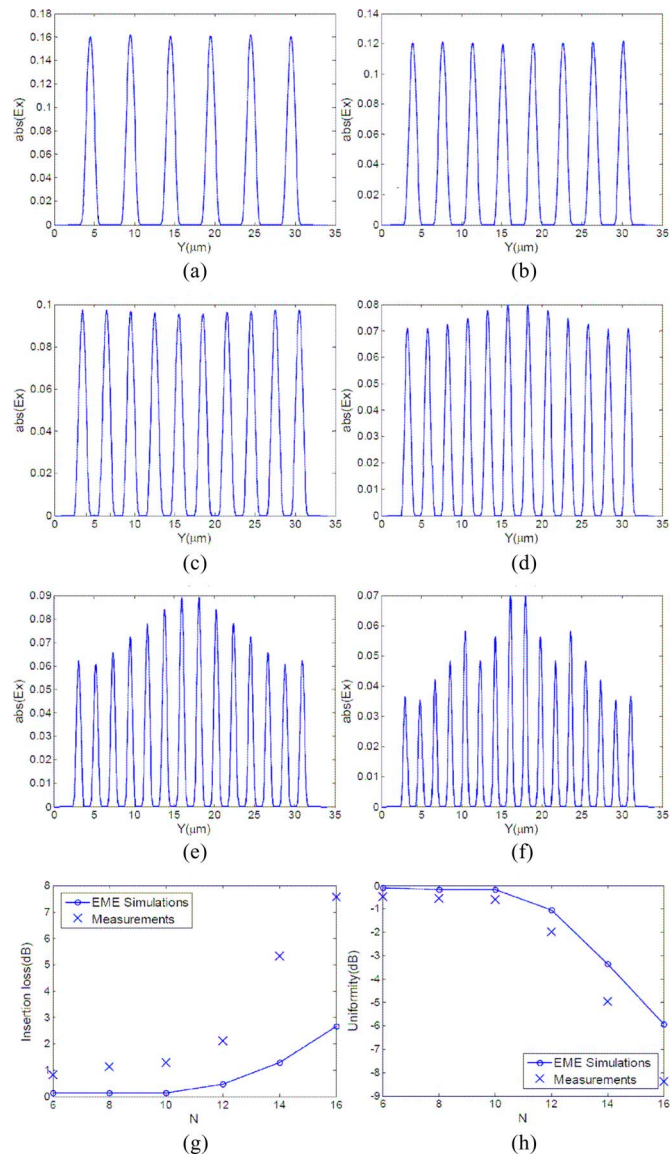 0.18
0.16
0.14
0.12
0.1
0.08
0.06
0.04
0.02
0
abs(Ex)
0 5 10 15 20 25 30 35
Y(μm)
(a)
0.14
0.12
0.1
0.08
0.06
0.04
0.02
0
abs(Ex)
0 5 10 15 20 25 30 35
Y(μm)
(b)
0.1
0.08
0.06
0.04
0.02
0
abs(Ex)
0 5 10 15 20 25 30 35
Y(μm)
(c)
0.08
0.07
0.06
0.05
0.04
0.03
0.02
0.01
0
abs(Ex)
0 5 10 15 20 25 30 35
Y(μm)
(d)
0.09
0.08
0.07
0.06
0.05
0.04
0.03
0.02
0.01
0
abs(Ex)
0 5 10 15 20 25 30 35
Y(μm)
(e)
0.07
0.06
0.05
0.04
0.03
0.02
0.01
0
abs(Ex)
0 5 10 15 20 25 30 35
Y(μm)
(f)
8
7
6
5
4
3
2
1
0
Insertion loss(dB)
EME Simulations
Measurements
6 8 10 12 14 16
N
(g)
0
-1
-2
-3
-4
-5
-6
-7
-8
-9
Uniformity(dB)
EME Simulations
Measurements
6 8 10 12 14 16
N
(h)